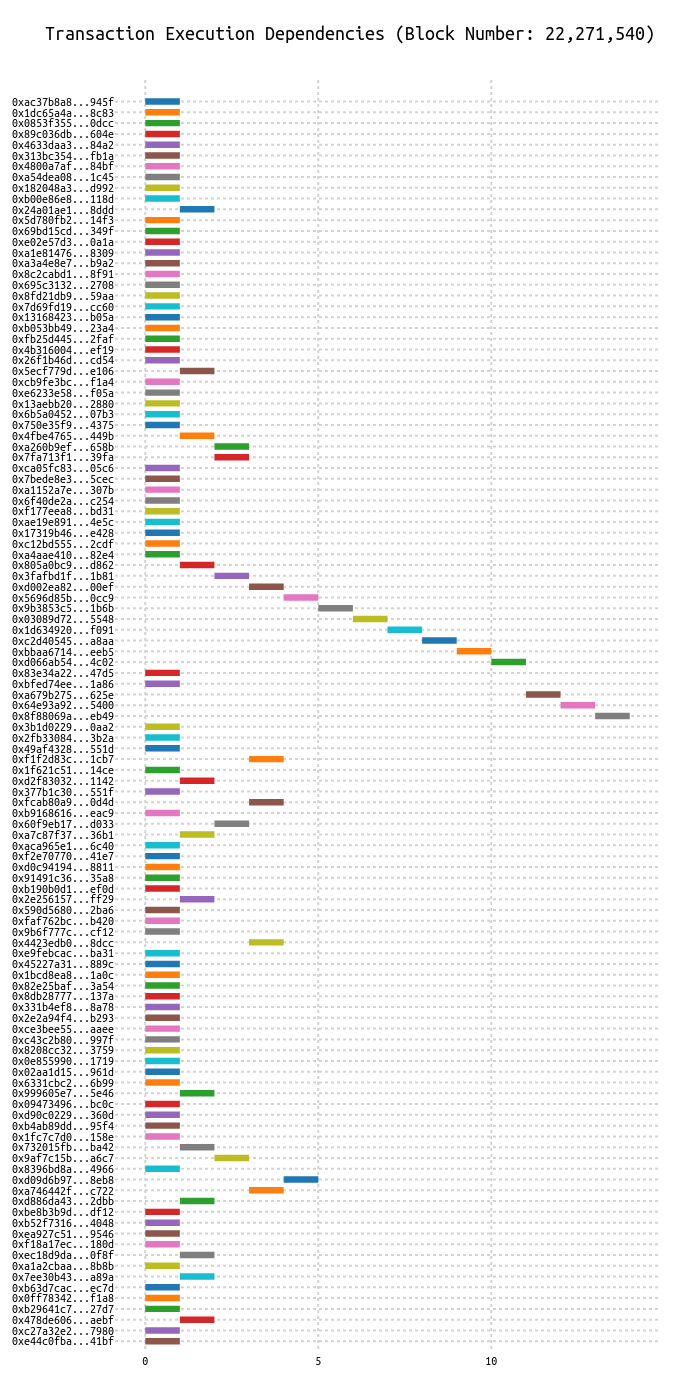 Transaction Execution Dependencies (Block Number: 22,271,540)
0xac37b8a8...945f
0x1dc65a4a...8c83
0x0853f355...0dcc
0x89c036db...604e
0x4633daa3...84a2
0x313bc354...fb1a
0x4800a7af...84bf
0xa54dea08...1c45
0x182048a3...d992
0xb00e86e8...118d
0x24a01ae1...8ddd
0x5d780fb2...14f3
0x69bd15cd...349f
0xe02e57d3...0a1a
0xa1e81476...8309
0xa3a4e8e7...b9a2
0x8c2cabd1...8f91
0x695c3132...2708
0x8fd21db9...59aa
0x7d69fd19...cc60
0x13168423...b05a
0xb053bb49...23a4
0xfb25d445...2faf
0x4b316004...ef19
0x26f1b46d...cd54
0x5ecf779d...e106
0xcb9fe3bc...f1a4
0xe6233e58...f05a
0x13aebb20...2880
0x6b5a0452...07b3
0x750e35f9...4375
0x4fbe4765...449b
0xa260b9ef...658b
0x7fa713f1...39fa
0xca05fc83...05c6
0x7bede8e3...5cec
0xa1152a7e...307b
0x6f40de2a...c254
0xf177eea8...bd31
0xae19e891...4e5c
0x17319b46...e428
0xc12bd555...2cdf
0xa4aae410...82e4
0x805a0bc9...d862
0x3fafbd1f...1b81
0xd002ea82...00ef
0x5696d85b...0cc9
0x9b3853c5...1b6b
0x03089d72...5548
0x1d634920...f091
0xc2d40545...a8aa
0xbbaa6714...eeb5
0xd066ab54...4c02
0x83e34a22...47d5
0xbfed74ee...1a86
0xa679b275...625e
0x64e93a92...5400
0x8f88069a...eb49
0x3b1d0229...0aa2
0x2fb33084...3b2a
0x49af4328...551d
0xf1f2d83c...1cb7
0x1f621c51...14ce
0xd2f83032...1142
0x377b1c30...551f
0xfcab80a9...0d4d
0xb9168616...eac9
0x60f9eb17...d033
0xa7c87f37...36b1
0xaca965e1...6c40
0xf2e70770...41e7
0xd0c94194...8811
0x91491c36...35a8
0xb190b0d1...ef0d
0x2e256157...ff29
0x590d5680...2ba6
0xfaf762bc...b420
0x9b6f777c...cf12
0x4423edb0...8dcc
0xe9febcac...ba31
0x45227a31...889c
0x1bcd8ea8...1a0c
0x82e25baf...3a54
0x8db28777...137a
0x331b4ef8...8a78
0x2e2a94f4...b293
0xce3bee55...aaee
0xc43c2b80...997f
0x8208cc32...3759
0x0e855990...1719
0x02aa1d15...961d
0x6331cbc2...6b99
0x999605e7...5e46
0x09473496...bc0c
0xd90c0229...360d
0xb4ab89dd...95f4
0x1fc7c7d0...158e
0x732015fb...ba42
0x9af7c15b...a6c7
0x8396bd8a...4966
0xd09d6b97...8eb8
0xa746442f...c722
0xd886da43...2dbb
0xbe8b3b9d...df12
0xb52f7316...4048
0xea927c51...9546
0xf18a17ec...180d
0xec18d9da...0f8f
0xa1a2cbaa...8b8b
0x7ee30b43...a89a
0xb63d7cac...ec7d
0x0ff78342...f1a8
0xb29641c7...27d7
0x478de606...aebf
0xc27a32e2...7980
0xe44c0fba...41bf
0 5 10